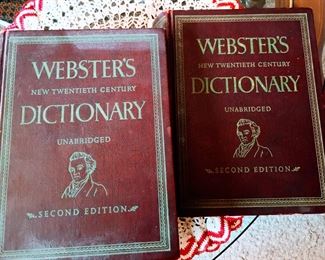 WEBSTER'S
NEW TWENTIETH CENTURY
DICTIONARY
UNABRIDGED
SECOND EDITION
WEBSTER'S
NEW TWENTIETH CENTURY
DICTIONARY
UNABRIDGED
SECOND EDITION